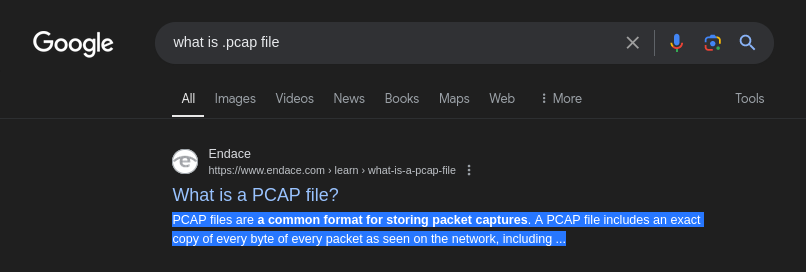 Google
what is .pcap file
All Images Videos News Books Maps Web More Tools
Endace
https://www.endace.com › learn › what-is-a-pcap-file
What is a PCAP file?
PCAP files are a common format for storing packet captures. A PCAP file includes an exact
copy of every byte of every packet as seen on the network, including ...